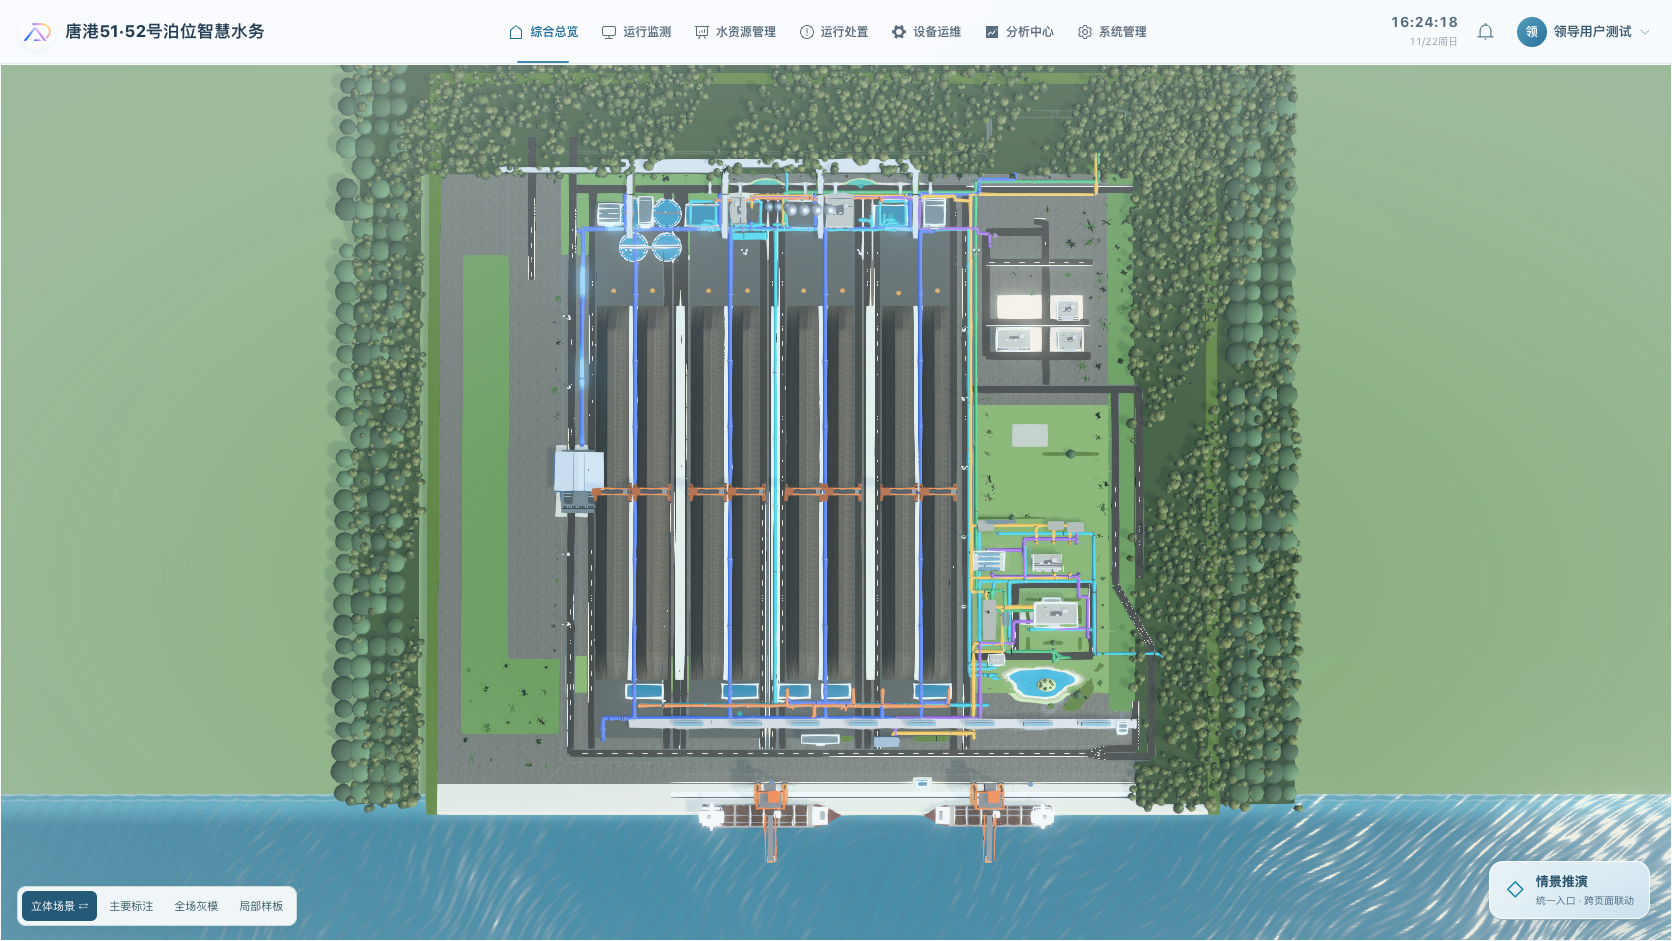 唐港51·52号泊位智慧水务
综合总览
运行监测
水资源管理
运行处置
设备运维
分析中心
系统管理
16:24:18
11/22周日
领
领导用户测试
立体场景
主要标注
全场灰模
局部样板
情景推演
统一入口 · 跨页面联动